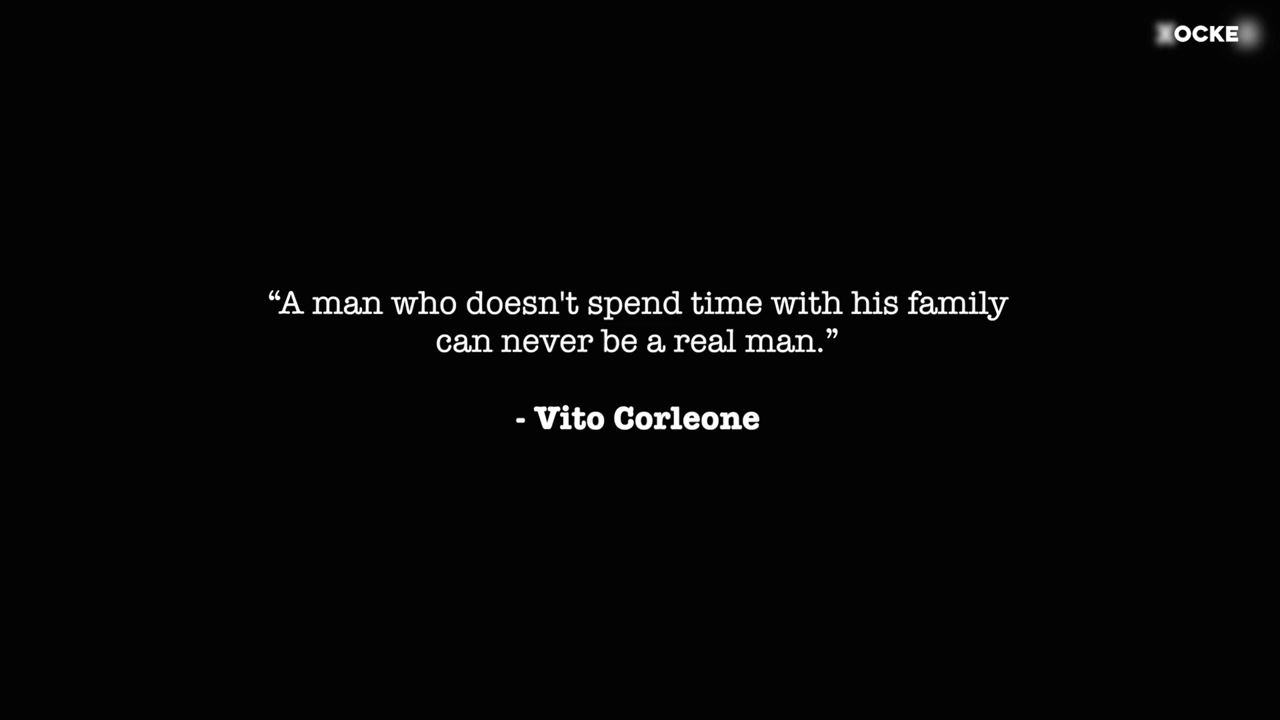 OCKE
“A man who doesn't spend time with his family
can never be a real man.”
- Vito Corleone